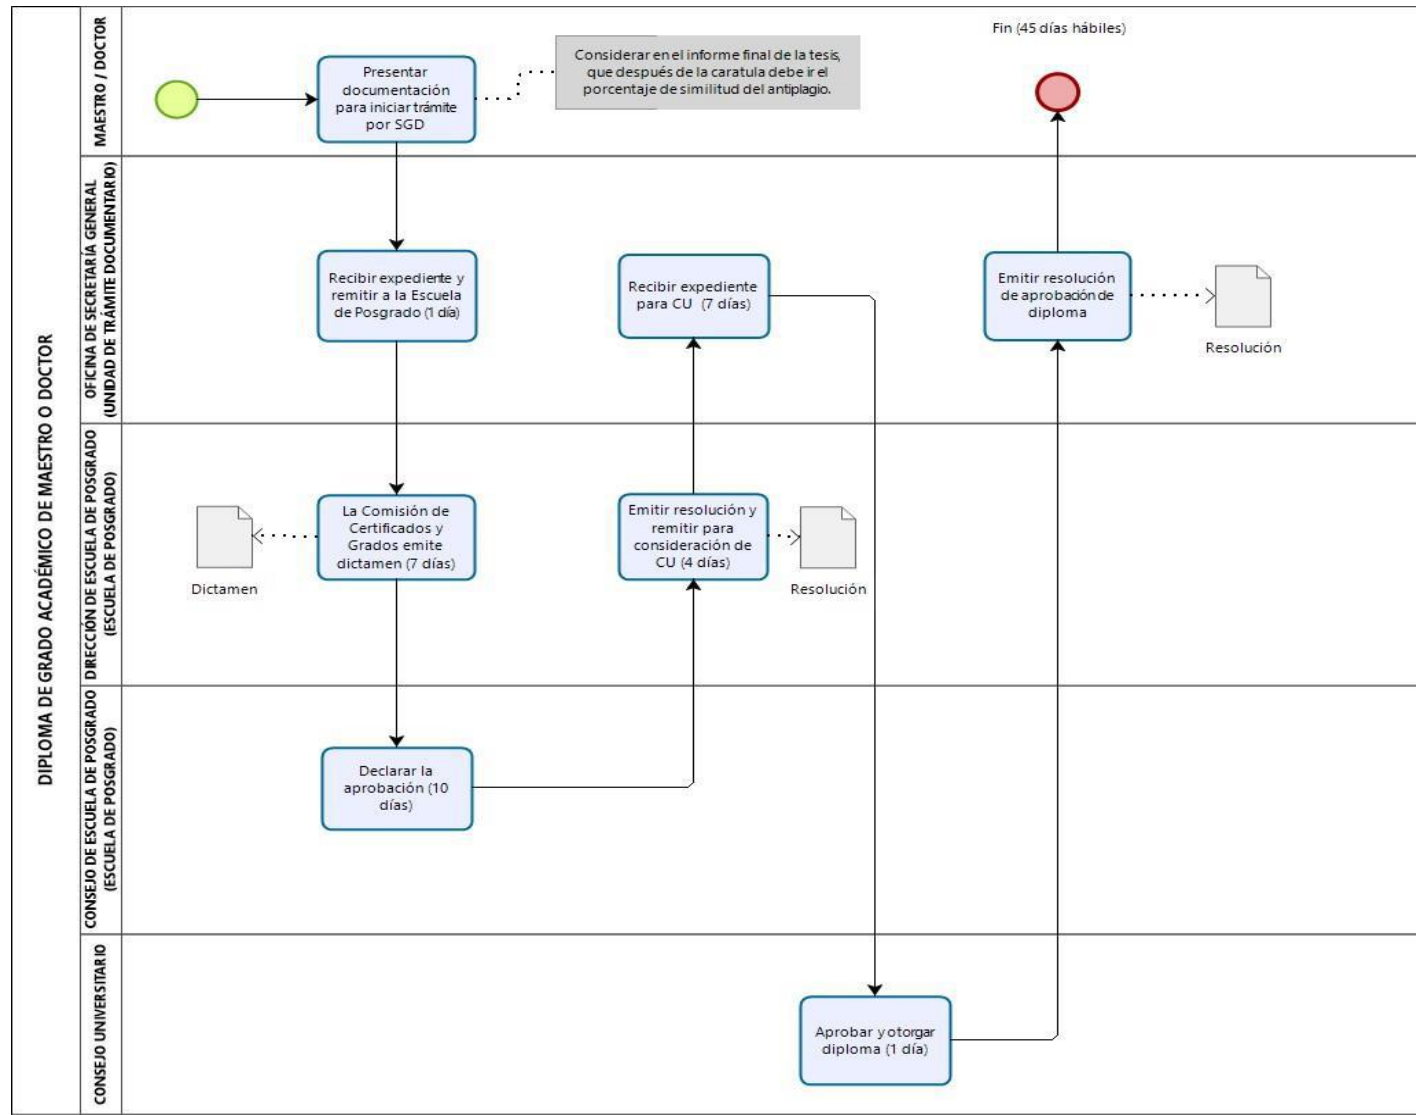 DIPLOMA DE GRADO ACADÉMICO DE MAESTRO O DOCTOR
MAESTRO / DOCTOR
Presentar
documentación
para iniciar trámite
por SGD
Considerar en el informe final de la tesis,
que después de la caratula debe ir el
porcentaje de similitud del antiplagio.
Fin (45 días hábiles)
OFICINA DE SECRETARÍA GENERAL
(UNIDAD DE TRÁMITE DOCUMENTARIO)
Recibir expediente y
remitir a la Escuela
de Posgrado (1 día)
Recibir expediente
para CU (7 días)
Emitir resolución
de aprobación de
diploma
Resolución
DIRECCIÓN DE ESCUELA DE POSGRADO
(ESCUELA DE POSGRADO)
Dictamen
La Comisión de
Certificados y
Grados emite
dictamen (7 días)
Emitir resolución y
remitir para
consideración de
CU (4 días)
Resolución
CONSEJO DE ESCUELA DE POSGRADO
(ESCUELA DE POSGRADO)
Declarar la
aprobación (10
días)
CONSEJO UNIVERSITARIO
Aprobar y otorgar
diploma (1 día)